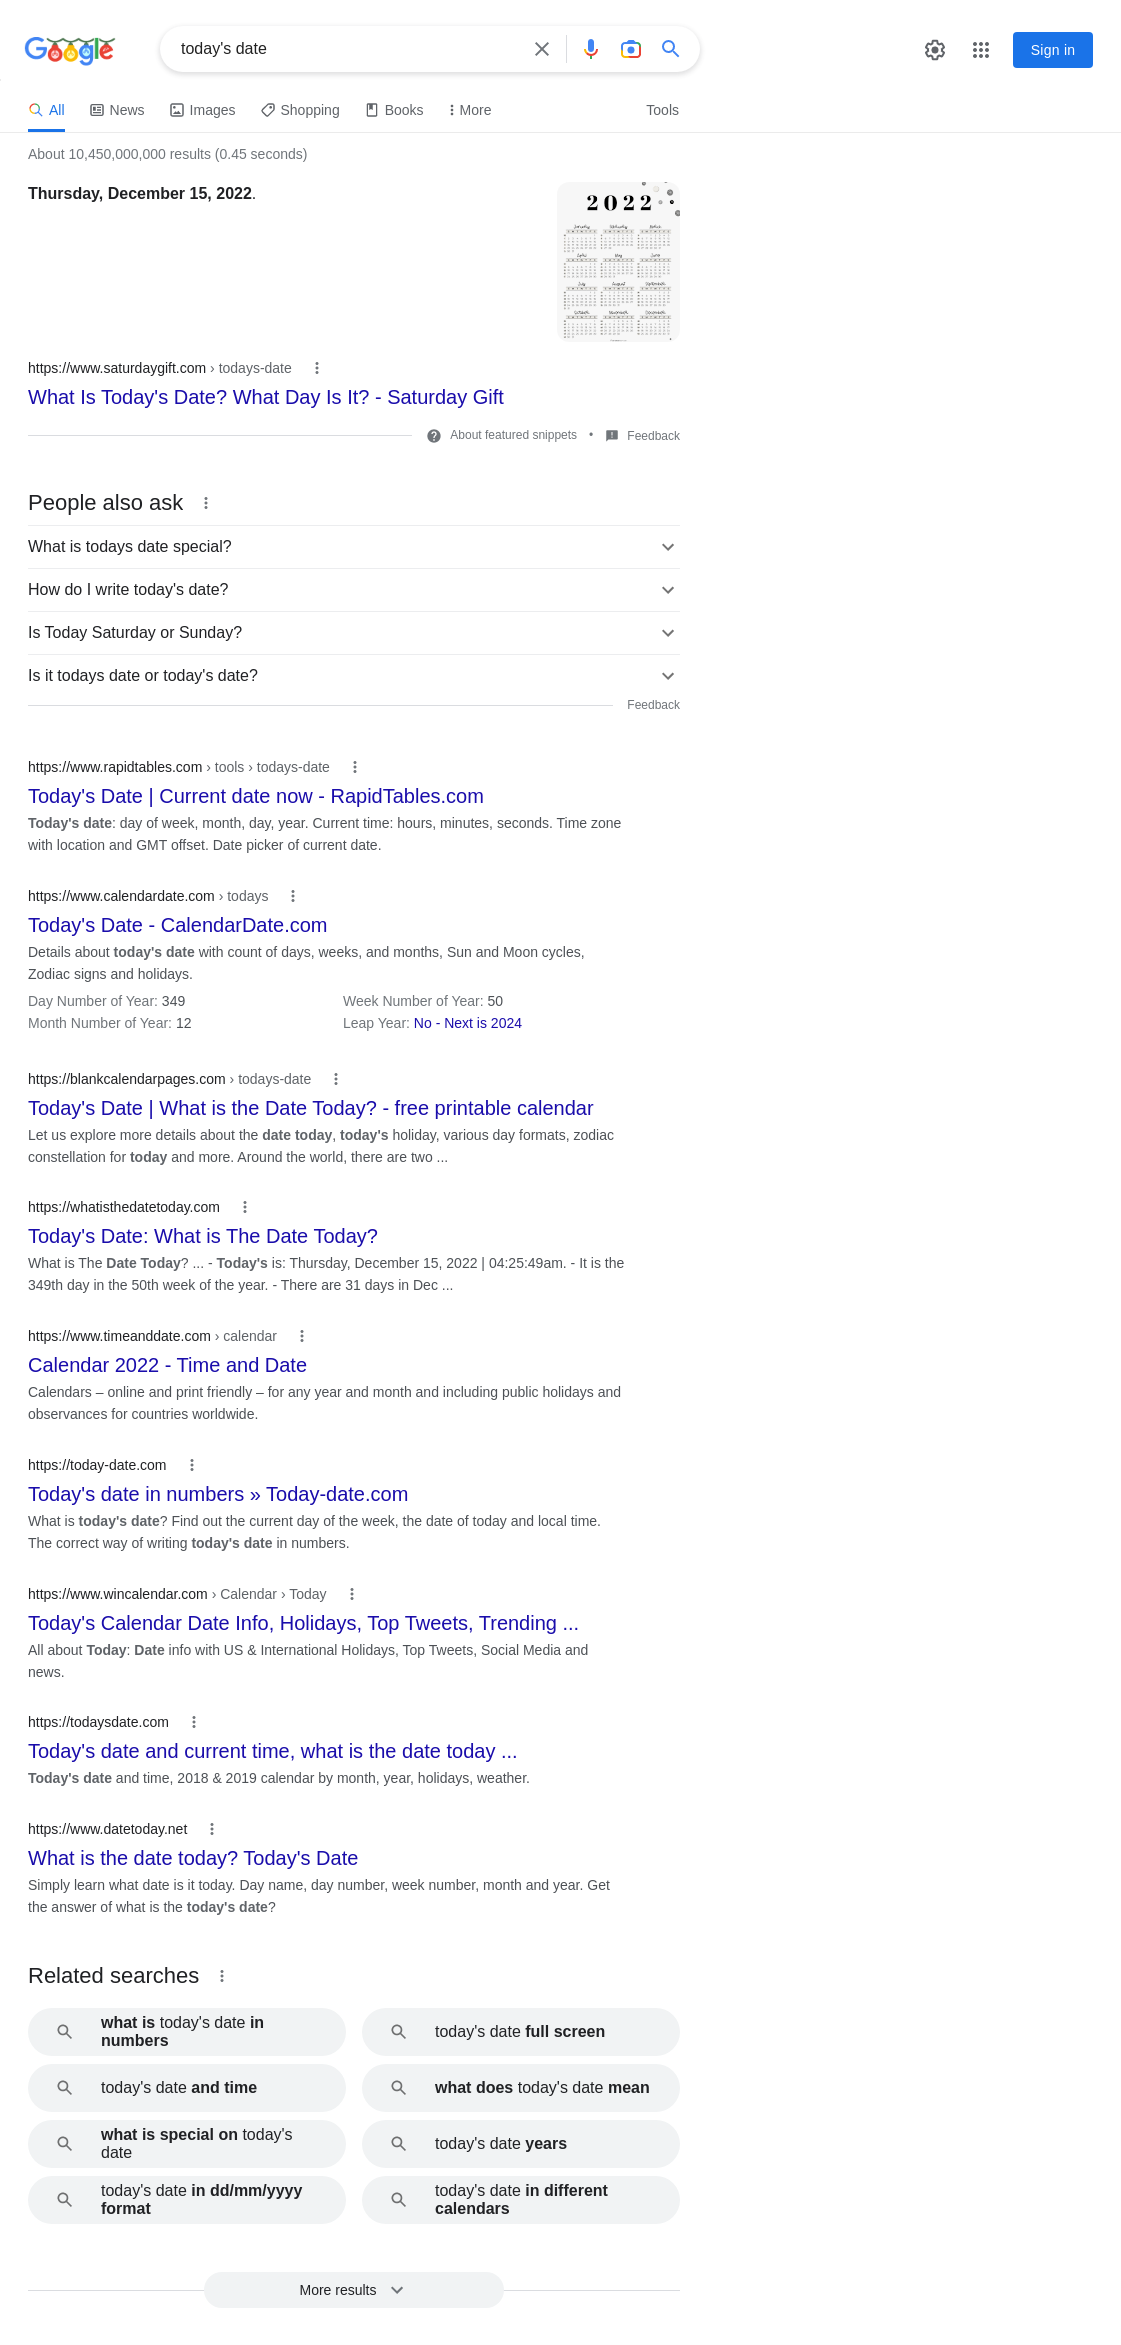 Google
today's date
Sign in
All
News
Images
Shopping
Books
More
Tools
About 10,450,000,000 results (0.45 seconds)
Thursday, December 15, 2022.
2022
https://www.saturdaygift.com › todays-date
What Is Today's Date? What Day Is It? - Saturday Gift
About featured snippets • Feedback
People also ask
What is todays date special?
How do I write today's date?
Is Today Saturday or Sunday?
Is it todays date or today's date?
Feedback
https://www.rapidtables.com › tools › todays-date
Today's Date | Current date now - RapidTables.com
Today's date: day of week, month, day, year. Current time: hours, minutes, seconds. Time zone
with location and GMT offset. Date picker of current date.
https://www.calendardate.com › todays
Today's Date - CalendarDate.com
Details about today's date with count of days, weeks, and months, Sun and Moon cycles,
Zodiac signs and holidays.
Day Number of Year: 349
Week Number of Year: 50
Month Number of Year: 12
Leap Year: No - Next is 2024
https://blankcalendarpages.com › todays-date
Today's Date | What is the Date Today? - free printable calendar
Let us explore more details about the date today, today's holiday, various day formats, zodiac
constellation for today and more. Around the world, there are two ...
https://whatisthedatetoday.com
Today's Date: What is The Date Today?
What is The Date Today? ... - Today's is: Thursday, December 15, 2022 | 04:25:49am. - It is the
349th day in the 50th week of the year. - There are 31 days in Dec ...
https://www.timeanddate.com › calendar
Calendar 2022 - Time and Date
Calendars – online and print friendly – for any year and month and including public holidays and
observances for countries worldwide.
https://today-date.com
Today's date in numbers » Today-date.com
What is today's date? Find out the current day of the week, the date of today and local time.
The correct way of writing today's date in numbers.
https://www.wincalendar.com › Calendar › Today
Today's Calendar Date Info, Holidays, Top Tweets, Trending ...
All about Today: Date info with US & International Holidays, Top Tweets, Social Media and
news.
https://todaysdate.com
Today's date and current time, what is the date today ...
Today's date and time, 2018 & 2019 calendar by month, year, holidays, weather.
https://www.datetoday.net
What is the date today? Today's Date
Simply learn what date is it today. Day name, day number, week number, month and year. Get
the answer of what is the today's date?
Related searches
what is today's date in
numbers
today's date full screen
today's date and time
what does today's date mean
what is special on today's
date
today's date years
today's date in dd/mm/yyyy
format
today's date in different
calendars
More results